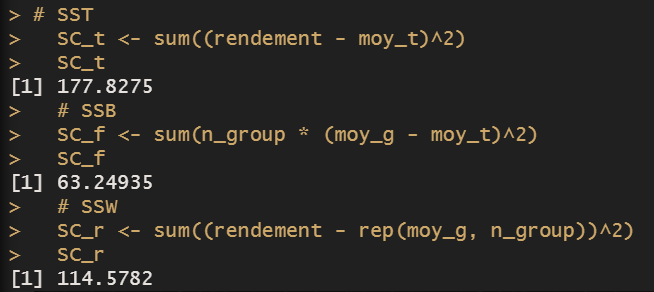 > # SST
>   SC_t <- sum((rendement - moy_t)^2)
>   SC_t
[1] 177.8275
>   # SSB
>   SC_f <- sum(n_group * (moy_g - moy_t)^2)
>   SC_f
[1] 63.24935
>   # SSW
>   SC_r <- sum((rendement - rep(moy_g, n_group))^2)
>   SC_r
[1] 114.5782